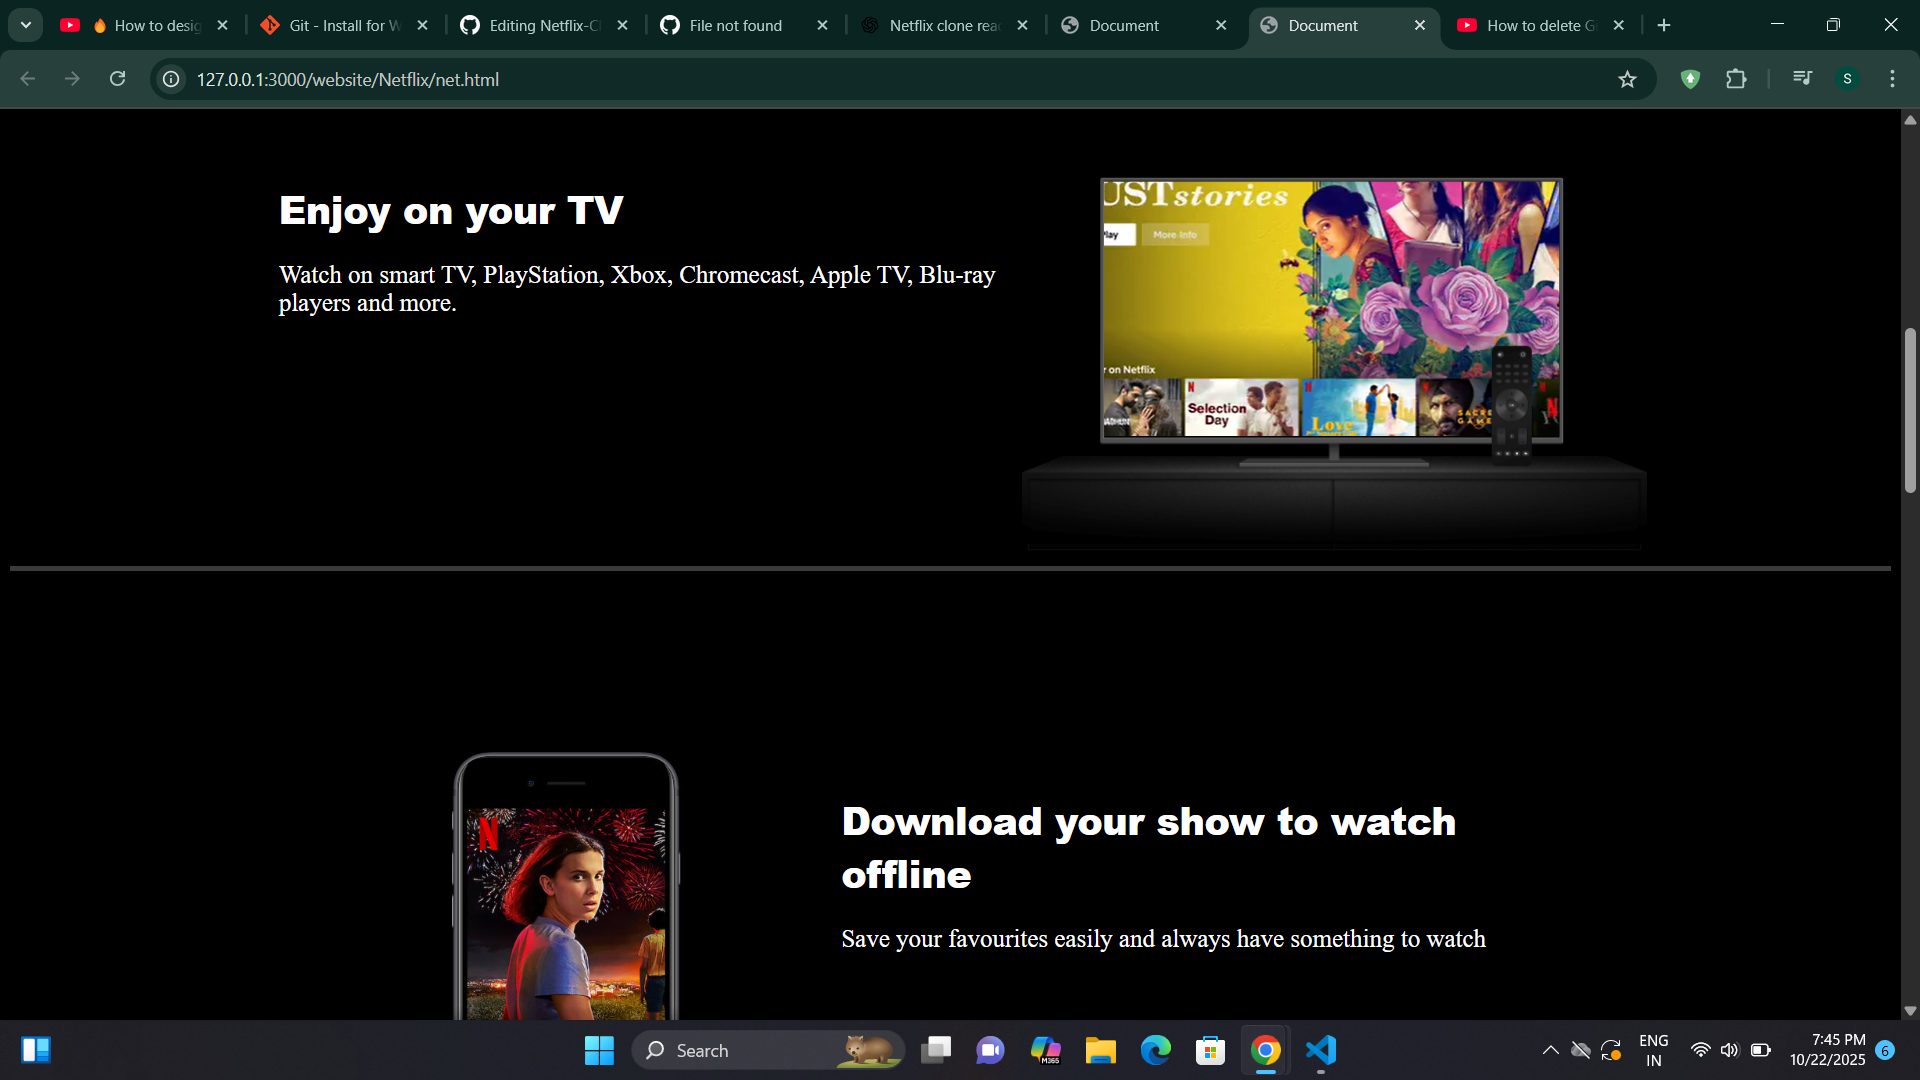 How to desig
Git - Install for W
Editing Netflix-C
File not found
Netflix clone rea
Document
Document
How to delete G
127.0.0.1:3000/website/Netflix/net.html
S
Enjoy on your TV
Watch on smart TV, PlayStation, Xbox, Chromecast, Apple TV, Blu-ray
players and more.
USTstories
lay
More Info
r on Netflix
N
Selection
Day
N
Love
SACRE
GAME
N
N
Download your show to watch
offline
Save your favourites easily and always have something to watch
Search
M365
ENG
IN
7:45 PM
10/22/2025
6